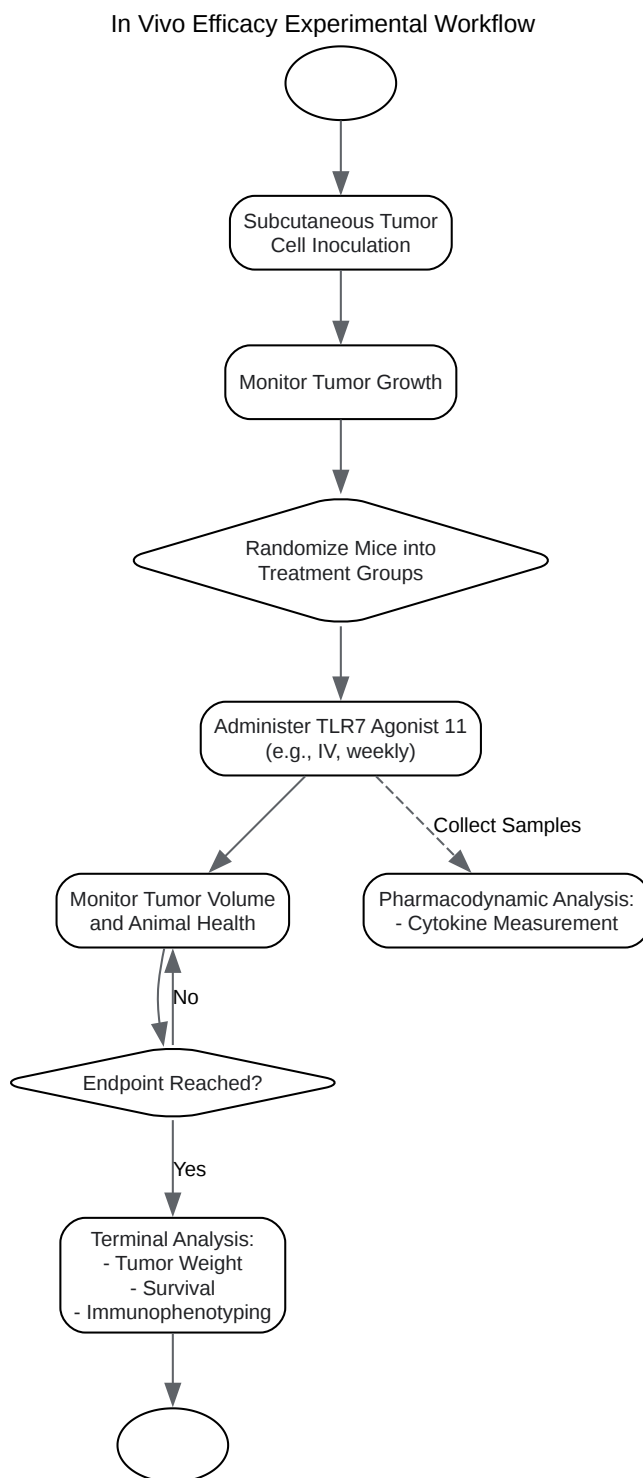 In Vivo Efficacy Experimental Workflow
Subcutaneous Tumor
Cell Inoculation
Monitor Tumor Growth
Randomize Mice into
Treatment Groups
Administer TLR7 Agonist 11
(e.g., IV, weekly)
Collect Samples
Monitor Tumor Volume
and Animal Health
Pharmacodynamic Analysis:
- Cytokine Measurement
No
Endpoint Reached?
Yes
Terminal Analysis:
- Tumor Weight
- Survival
- Immunophenotyping